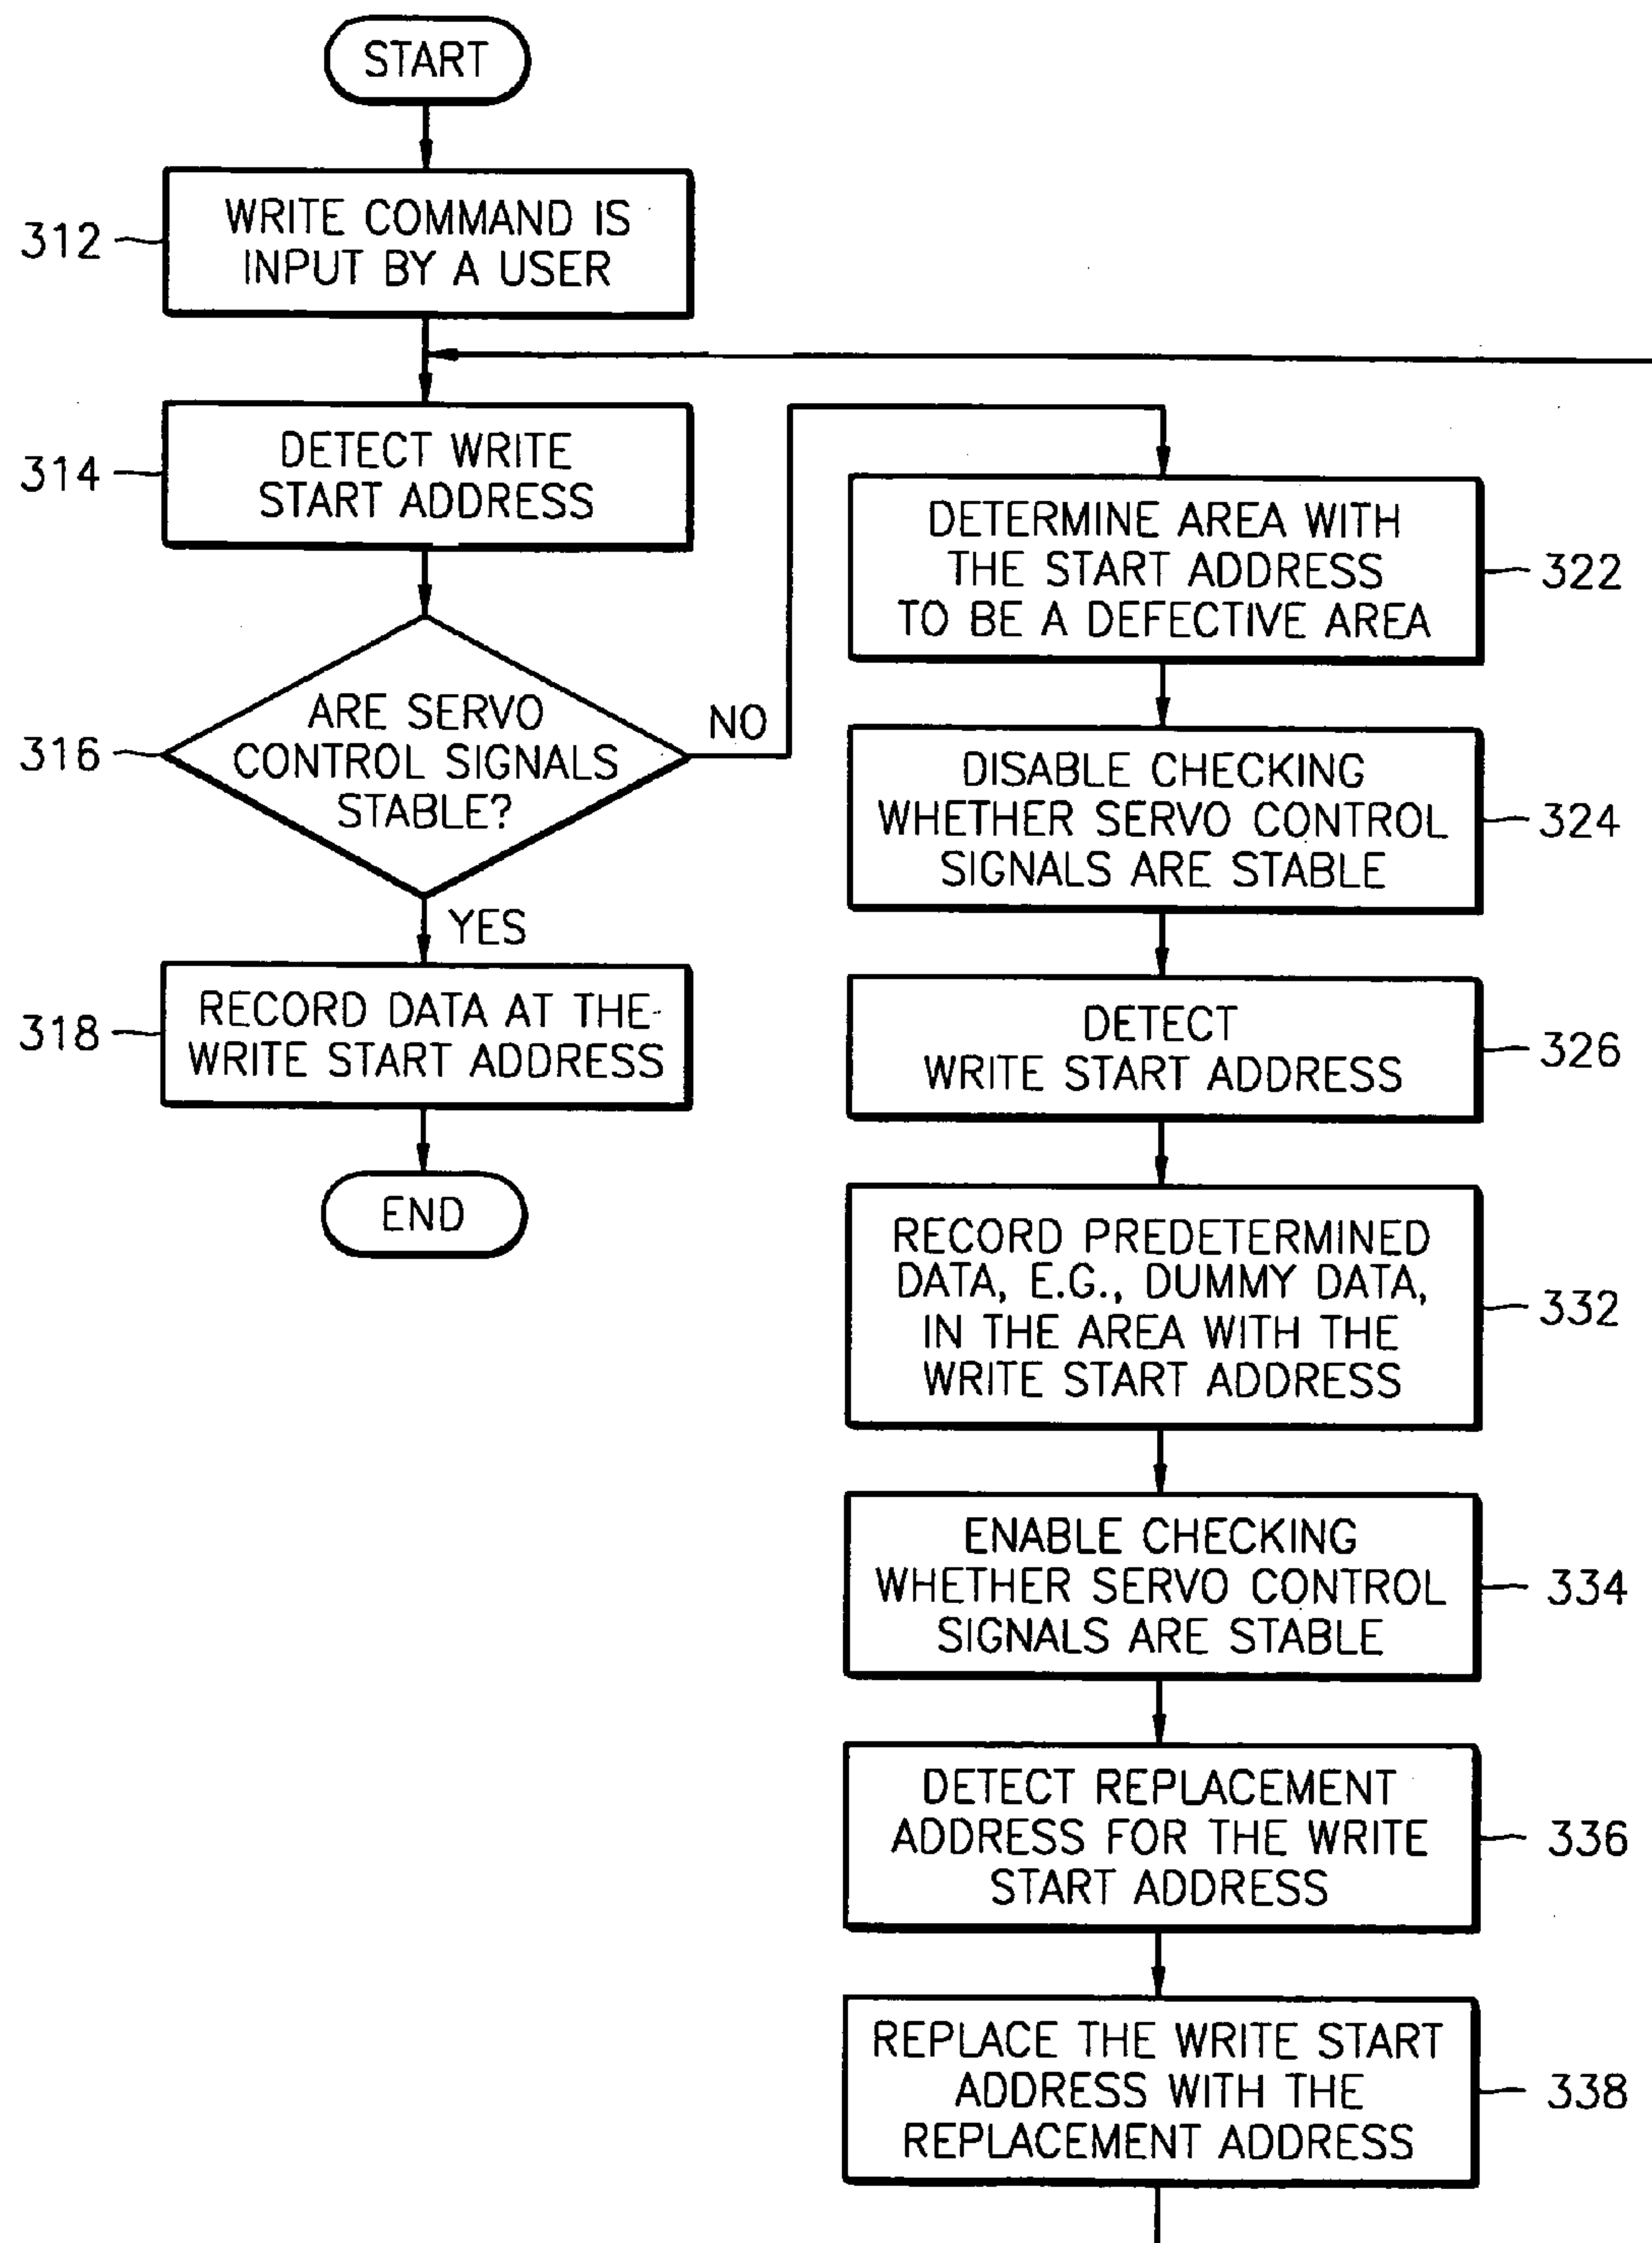 START
312
WRITE COMMAND IS
INPUT BY A USER
314
DETECT WRITE
START ADDRESS
316
ARE SERVO
CONTROL SIGNALS
STABLE?
NO
YES
318
RECORD DATA AT THE
WRITE START ADDRESS
END
DETERMINE AREA WITH
THE START ADDRESS
TO BE A DEFECTIVE AREA
322
DISABLE CHECKING
WHETHER SERVO CONTROL
SIGNALS ARE STABLE
324
DETECT
WRITE START ADDRESS
326
RECORD PREDETERMINED
DATA, E.G., DUMMY DATA,
IN THE AREA WITH THE
WRITE START ADDRESS
332
ENABLE CHECKING
WHETHER SERVO CONTROL
SIGNALS ARE STABLE
334
DETECT REPLACEMENT
ADDRESS FOR THE WRITE
START ADDRESS
336
REPLACE THE WRITE START
ADDRESS WITH THE
REPLACEMENT ADDRESS
338